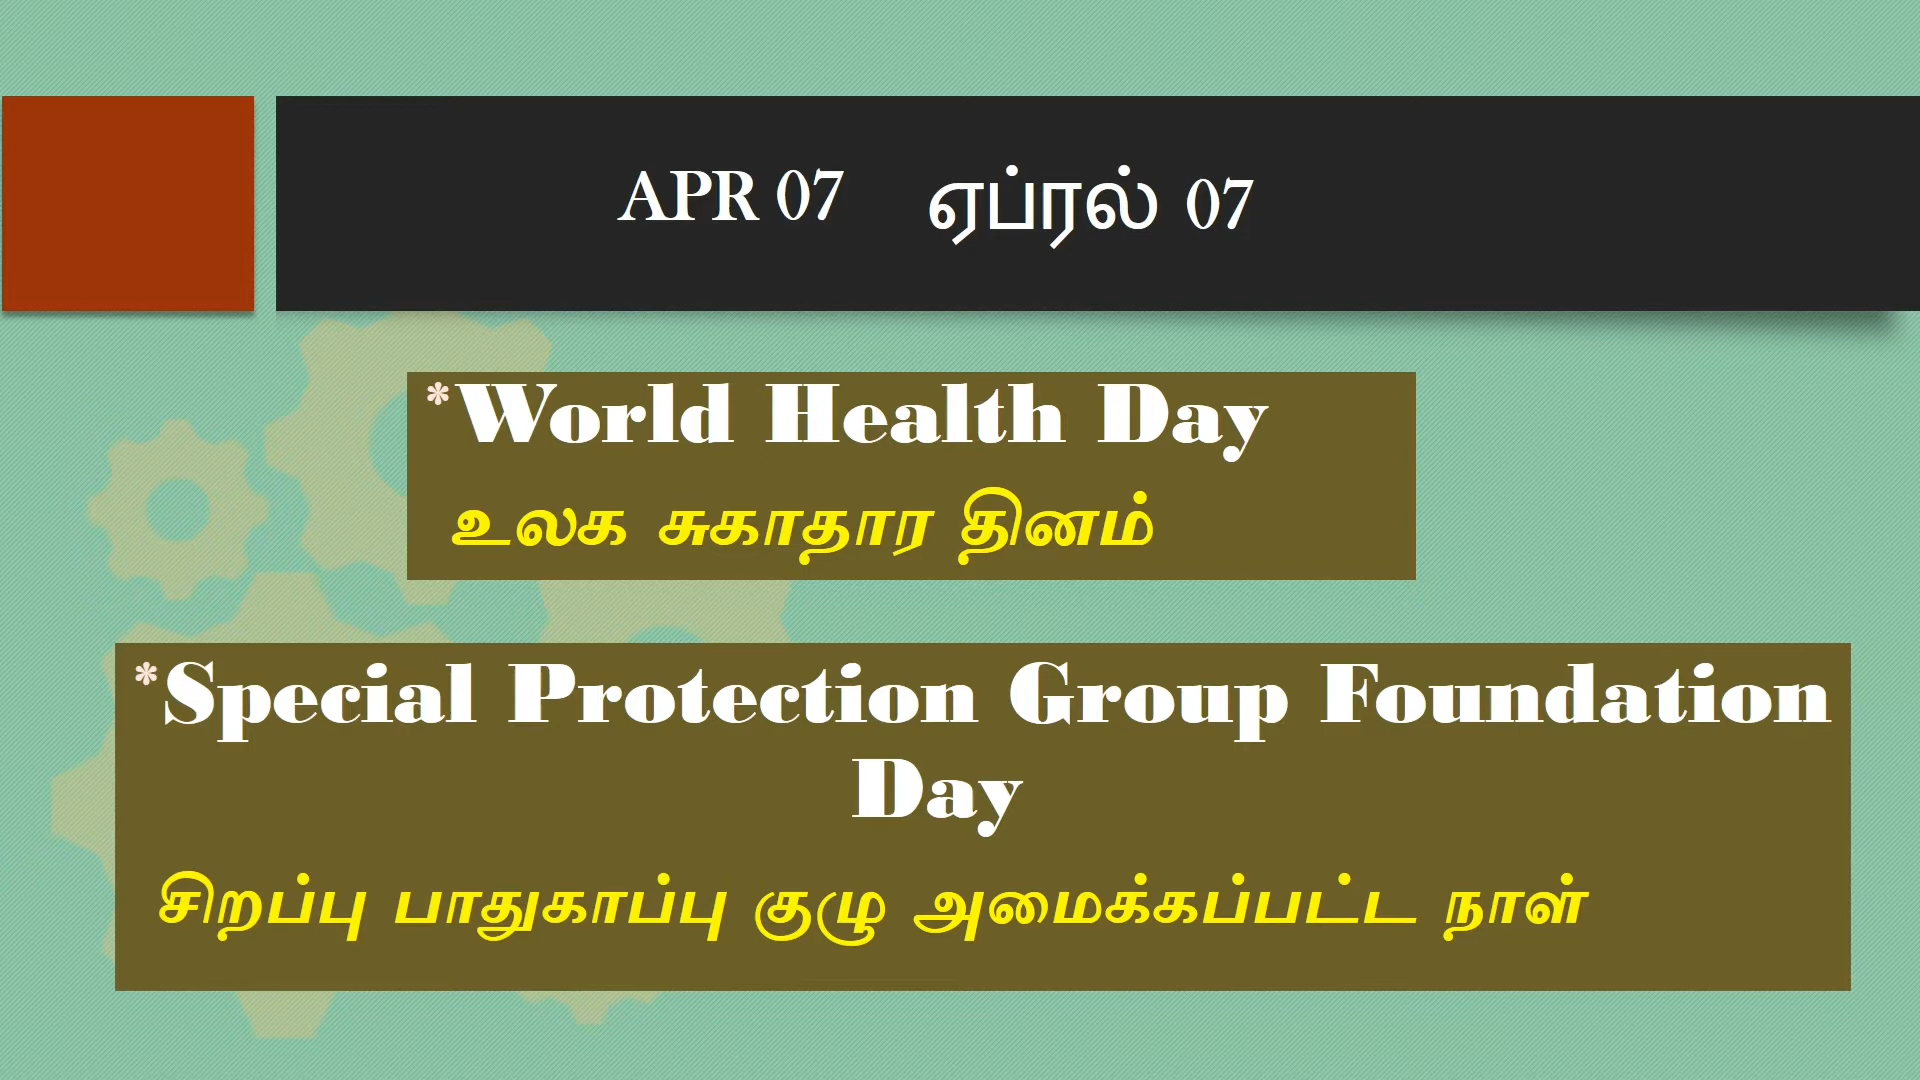 APR 07 ஏப்ரல் 07
*World Health Day
உலக சுகாதார தினம்
*Special Protection Group Foundation
Day
சிறப்பு பாதுகாப்பு குழு அமைக்கப்பட்ட நாள்